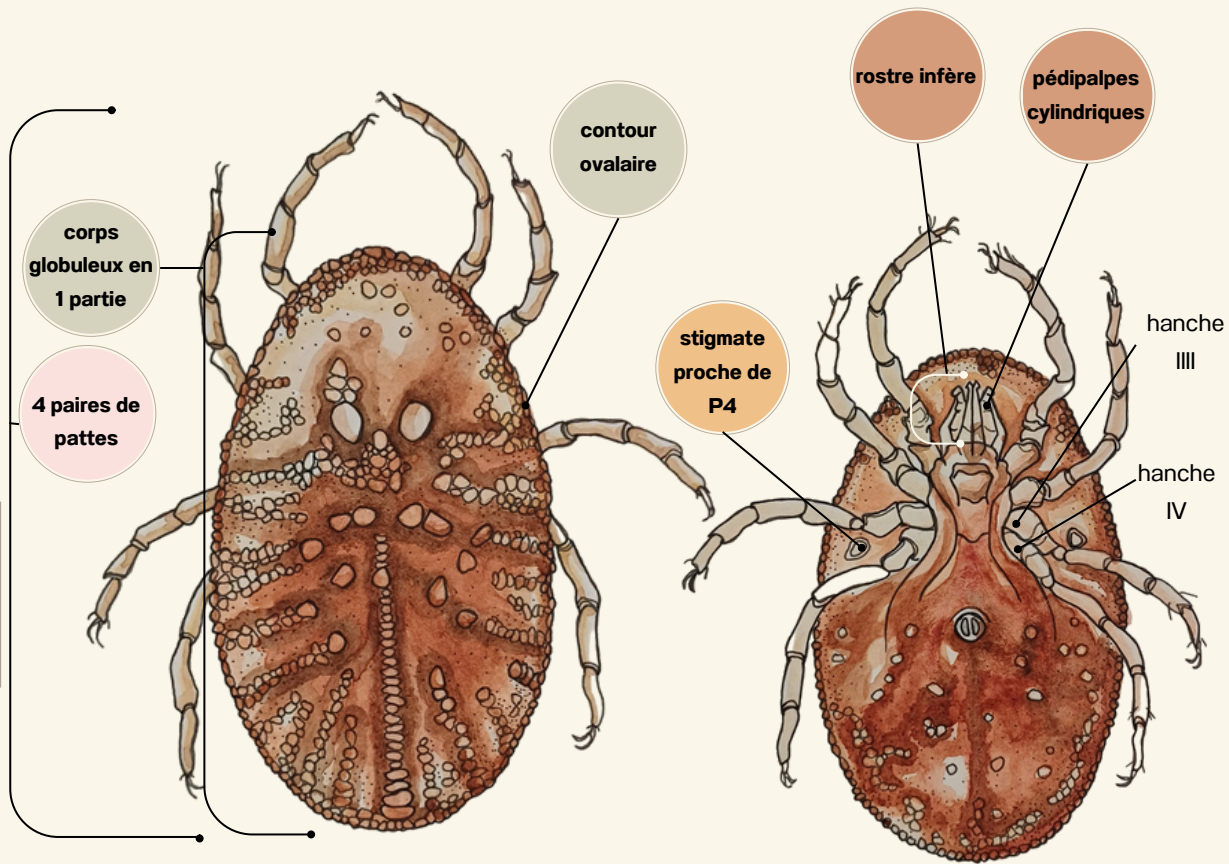 rostre infère
pédipalpes
cylindriques
contour
ovalaire
corps
globuleux en
1 partie
4 paires de
pattes
stigmate
proche de
P4
hanche
IIII
hanche
IV